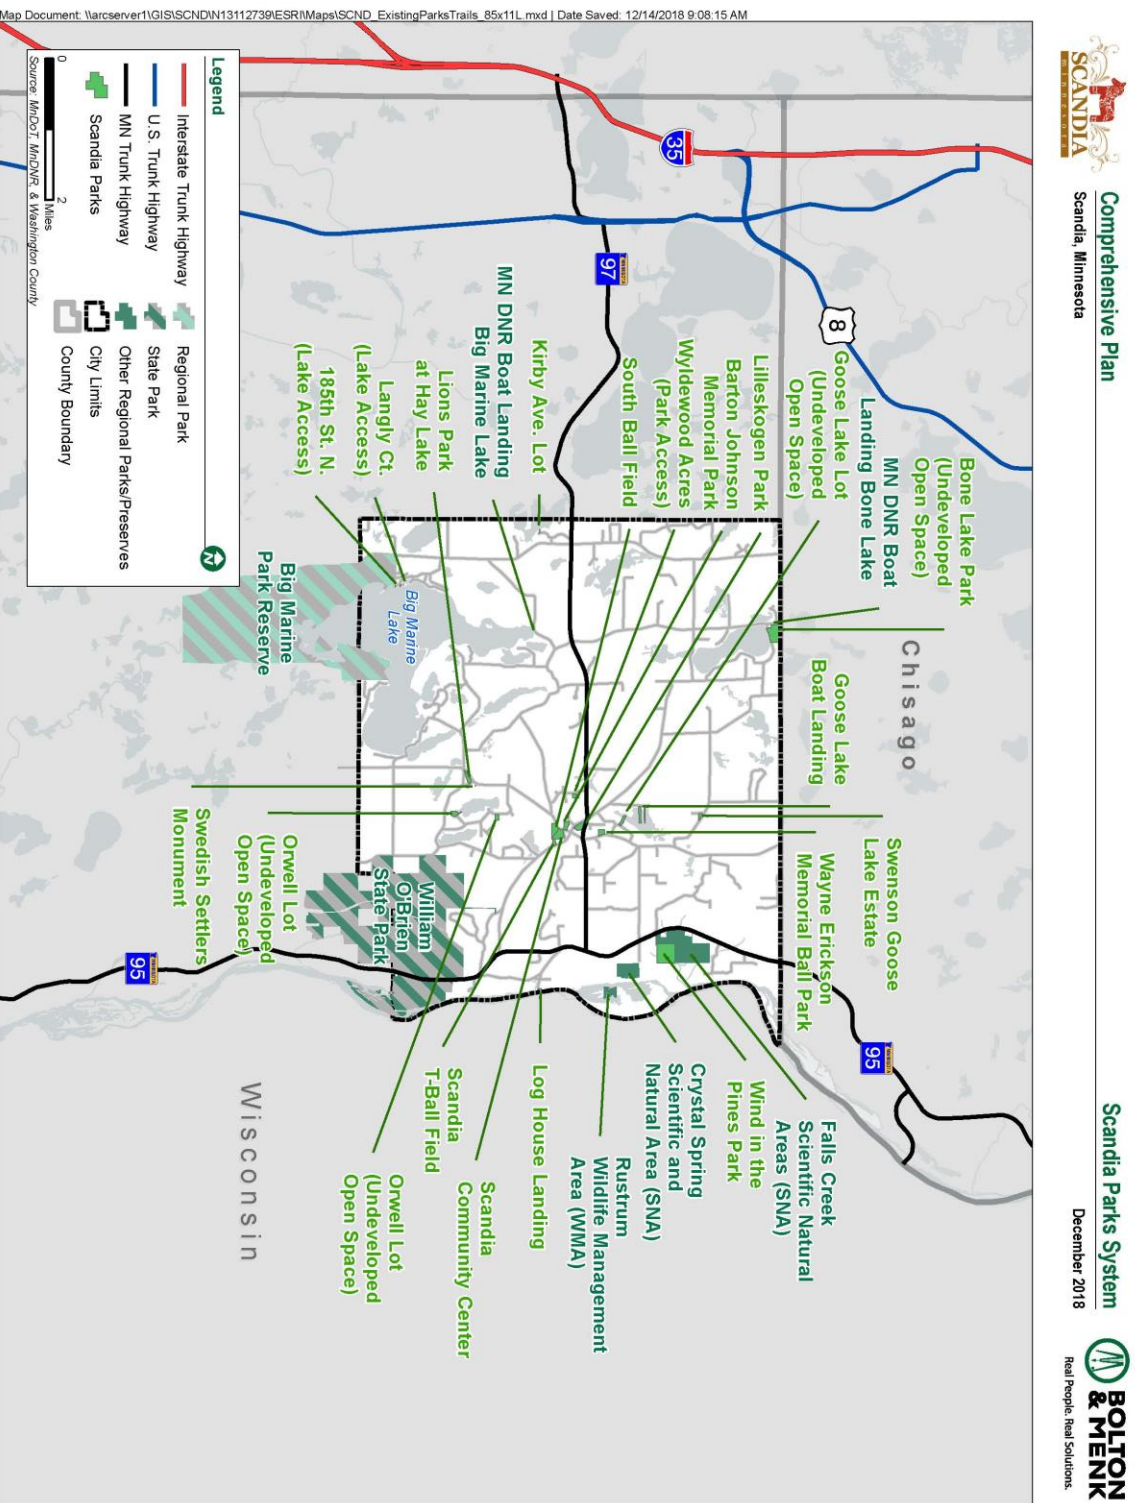 Map Document: \\arcserver1\GIS\SCND\N13112739\ESRI\Maps\SCND_ExistingParksTrails_85x11L.mxd | Date Saved: 12/14/2018 9:08:15 AM
SCANDIA
minnesota
Comprehensive Plan
Scandia, Minnesota
Scandia Parks System
December 2018
BOLTON
& MENK
Real People. Real Solutions.
Bone Lake Park
(Undeveloped
Open Space)
MN DNR Boat
Landing Bone Lake
Goose Lake Lot
(Undeveloped
Open Space)
Lilleskogen Park
Barton Johnson
Memorial Park
Wyldewood Acres
(Park Access)
South Ball Field
Kirby Ave. Lot
MN DNR Boat Landing
Big Marine Lake
Lions Park
at Hay Lake
Langly Ct.
(Lake Access)
185th St. N.
(Lake Access)
35
8
97
Chisago
Goose Lake
Boat Landing
Swenson Goose
Lake Estate
Wayne Erickson
Memorial Ball Park
95
Falls Creek
Scientific Natural
Areas (SNA)
Wind in the
Pines Park
Crystal Spring
Scientific and
Natural Area (SNA)
Rustrum
Wildlife Management
Area (WMA)
Log House Landing
Scandia
Community Center
Scandia
T-Ball Field
Orwell Lot
(Undeveloped
Open Space)
Wisconsin
Big Marine
Lake
Big Marine
Park Reserve
William
O'Brien
State Park
Orwell Lot
(Undeveloped
Open Space)
Swedish Settlers
Monument
95
Legend
Interstate Trunk Highway
U.S. Trunk Highway
MN Trunk Highway
Scandia Parks
Regional Park
State Park
Other Regional Parks/Preserves
City Limits
County Boundary
N
0
2
Miles
Source: MnDoT, MnDNR, & Washington County